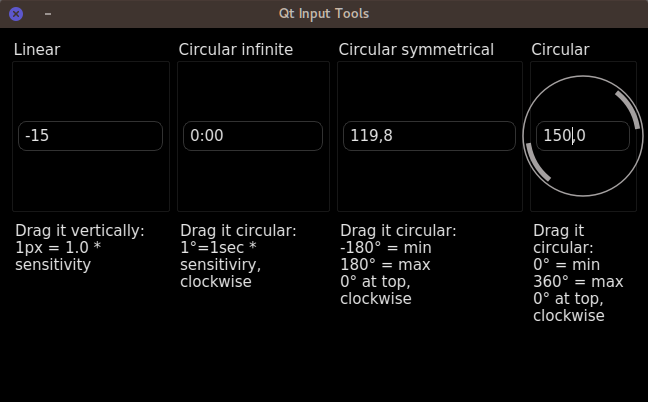 Qt Input Tools
Linear
-15
Drag it vertically:
1px = 1.0 *
sensitivity
Circular infinite
0:00
Drag it circular:
1°=1sec *
sensitiviry,
clockwise
Circular symmetrical
119,8
Drag it circular:
-180° = min
180° = max
0° at top,
clockwise
Circular
150,0
Drag it
circular:
0° = min
360° = max
0° at top,
clockwise